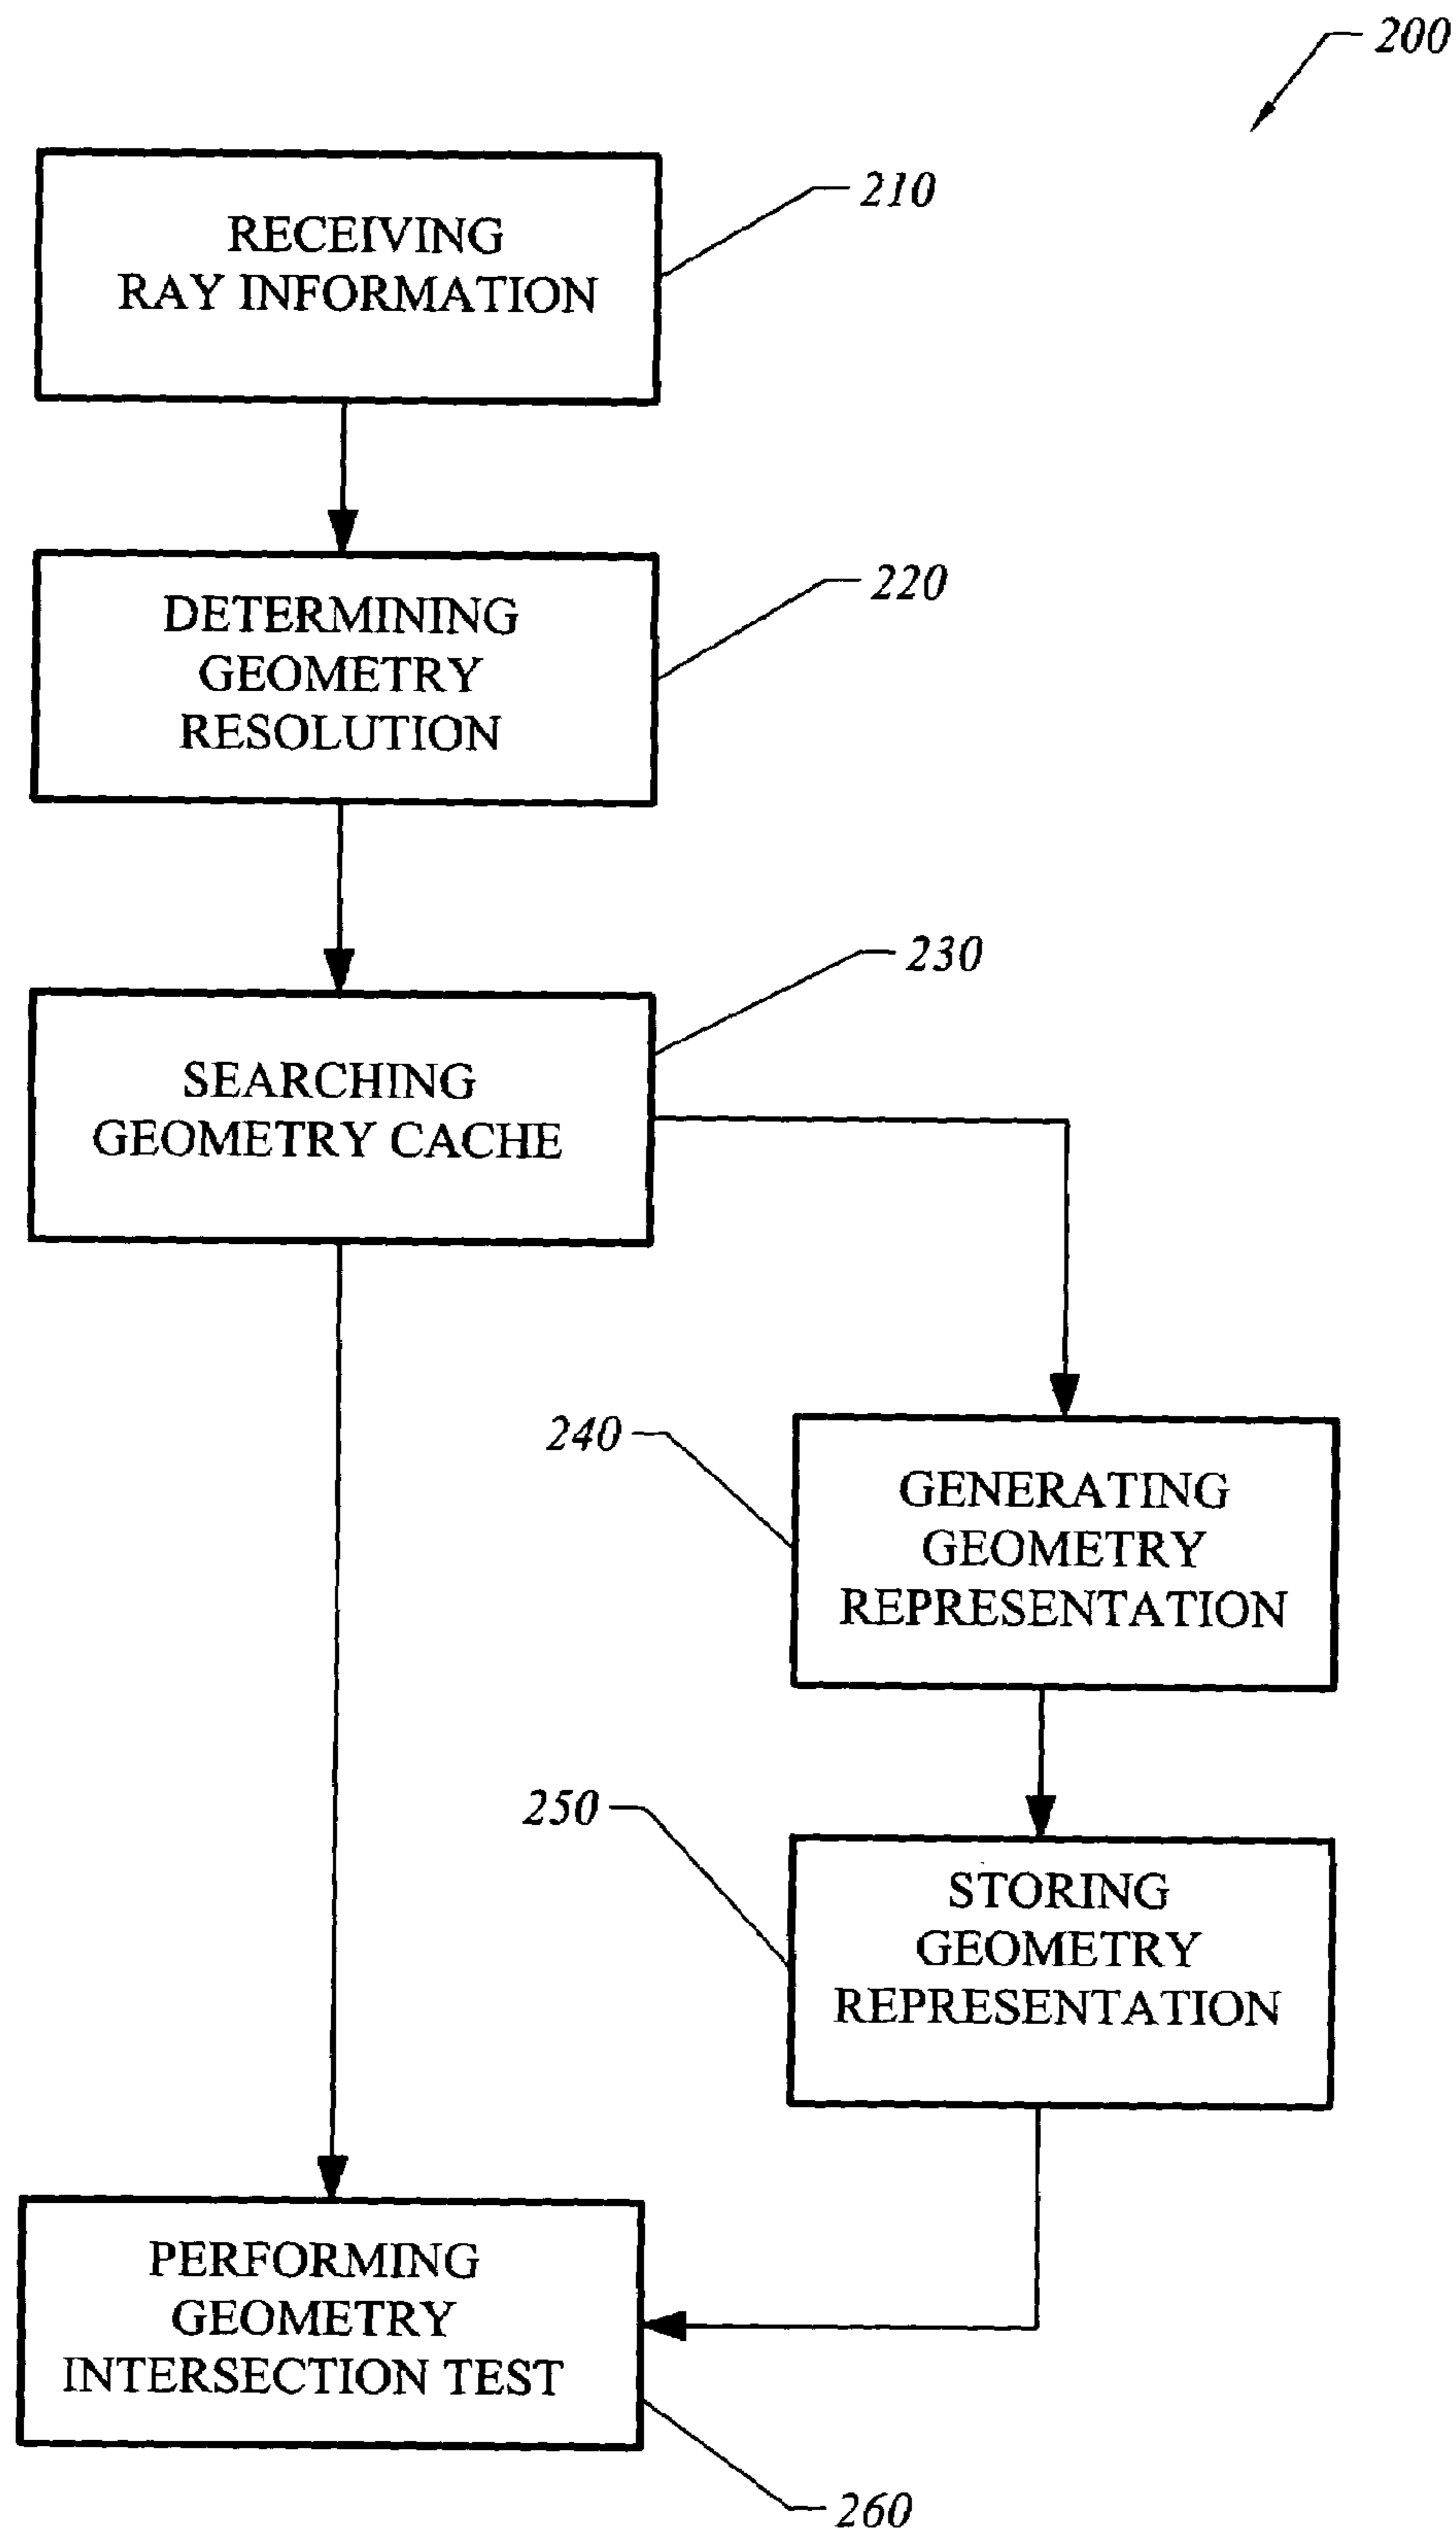 200
RECEIVING
RAY INFORMATION
210
DETERMINING
GEOMETRY
RESOLUTION
220
SEARCHING
GEOMETRY CACHE
230
240
GENERATING
GEOMETRY
REPRESENTATION
250
STORING
GEOMETRY
REPRESENTATION
PERFORMING
GEOMETRY
INTERSECTION TEST
260